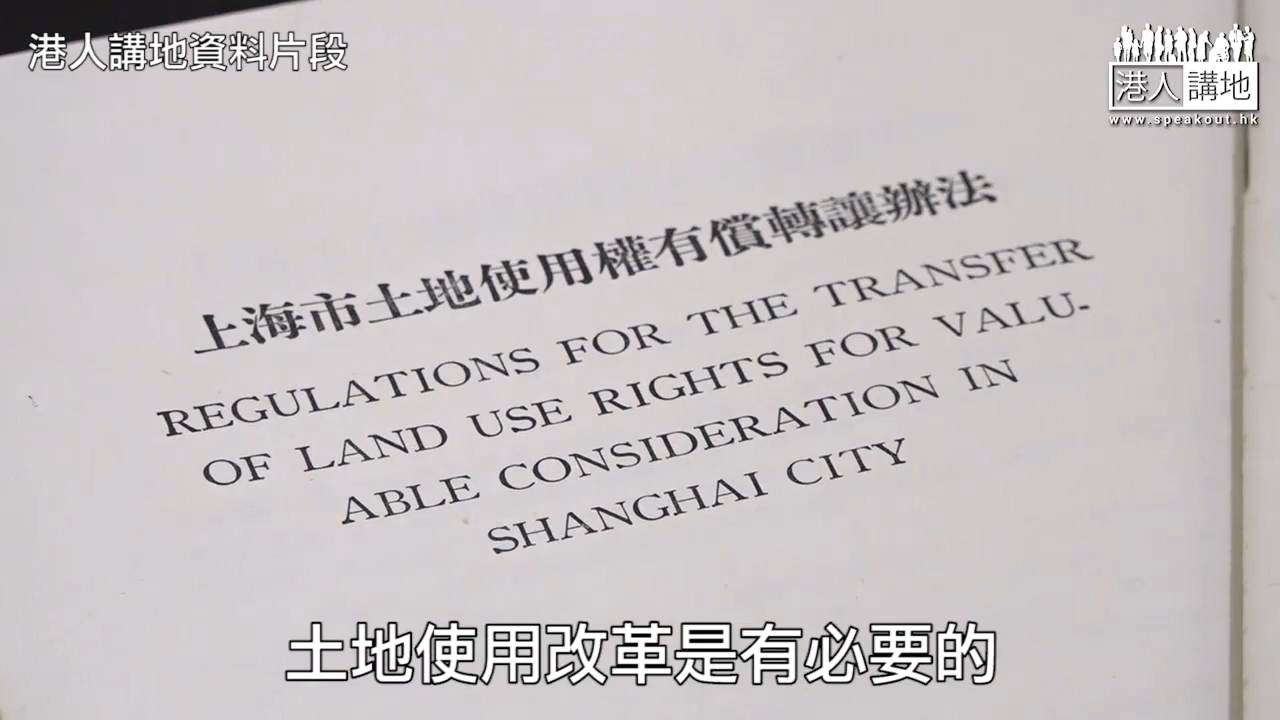 港人講地資料片段
港人講地
www.speakout.hk
上海市土地使用權有償轉讓辦法
REGULATIONS FOR THE TRANSFER
OF LAND USE RIGHTS FOR VALU-
ABLE CONSIDERATION IN
SHANGHAI CITY
土地使用改革是有必要的